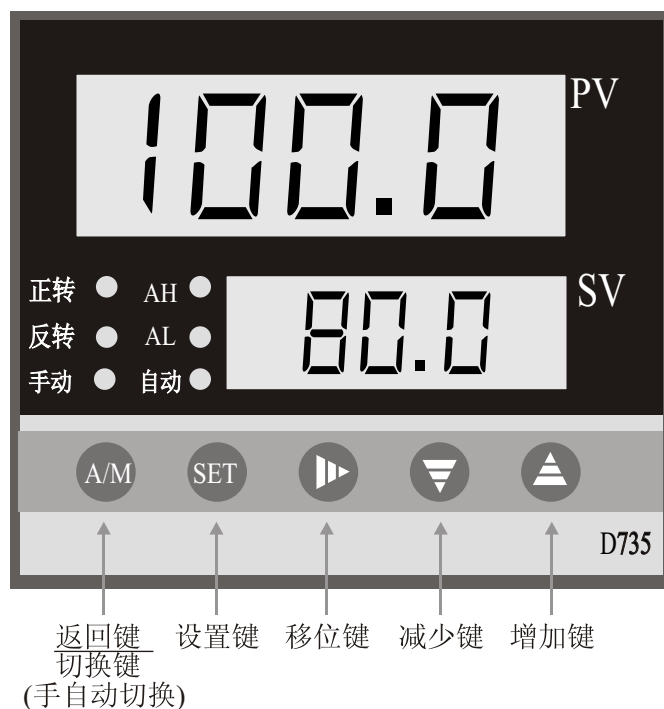 100.0 PV
80.0 SV
正转 AH
反转 AL
手动 自动
A/M SET
D735
返回键 设置键 移位键 减少键 增加键
切换键
(手自动切换)